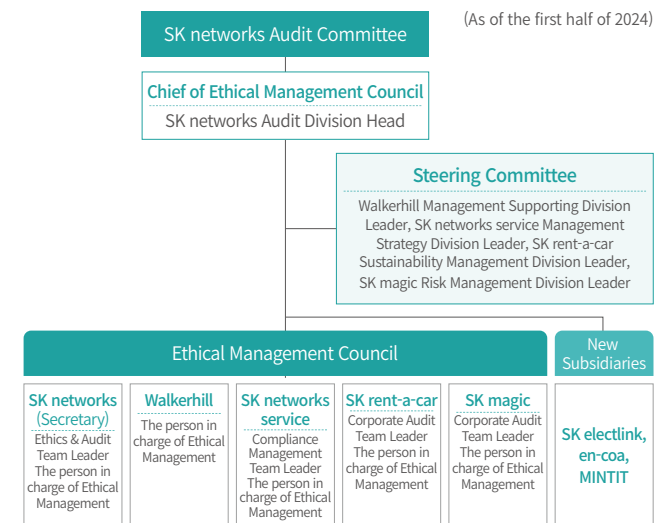 (As of the first half of 2024)
SK networks Audit Committee
Chief of Ethical Management Council
SK networks Audit Division Head
Steering Committee
Walkerhill Management Supporting Division
Leader, SK networks service Management
Strategy Division Leader, SK rent-a-car
Sustainability Management Division Leader,
SK magic Risk Management Division Leader
Ethical Management Council
New
Subsidiaries
SK networks
(Secretary)
Ethics & Audit
Team Leader
The person in
charge of Ethical
Management
Walkerhill
The person in
charge of Ethical
Management
SK networks
service
Compliance
Management
Team Leader
The person in
charge of Ethical
Management
SK rent-a-car
Corporate Audit
Team Leader
The person in
charge of Ethical
Management
SK magic
Corporate Audit
Team Leader
The person in
charge of Ethical
Management
SK electlink,
en-coa,
MINTIT